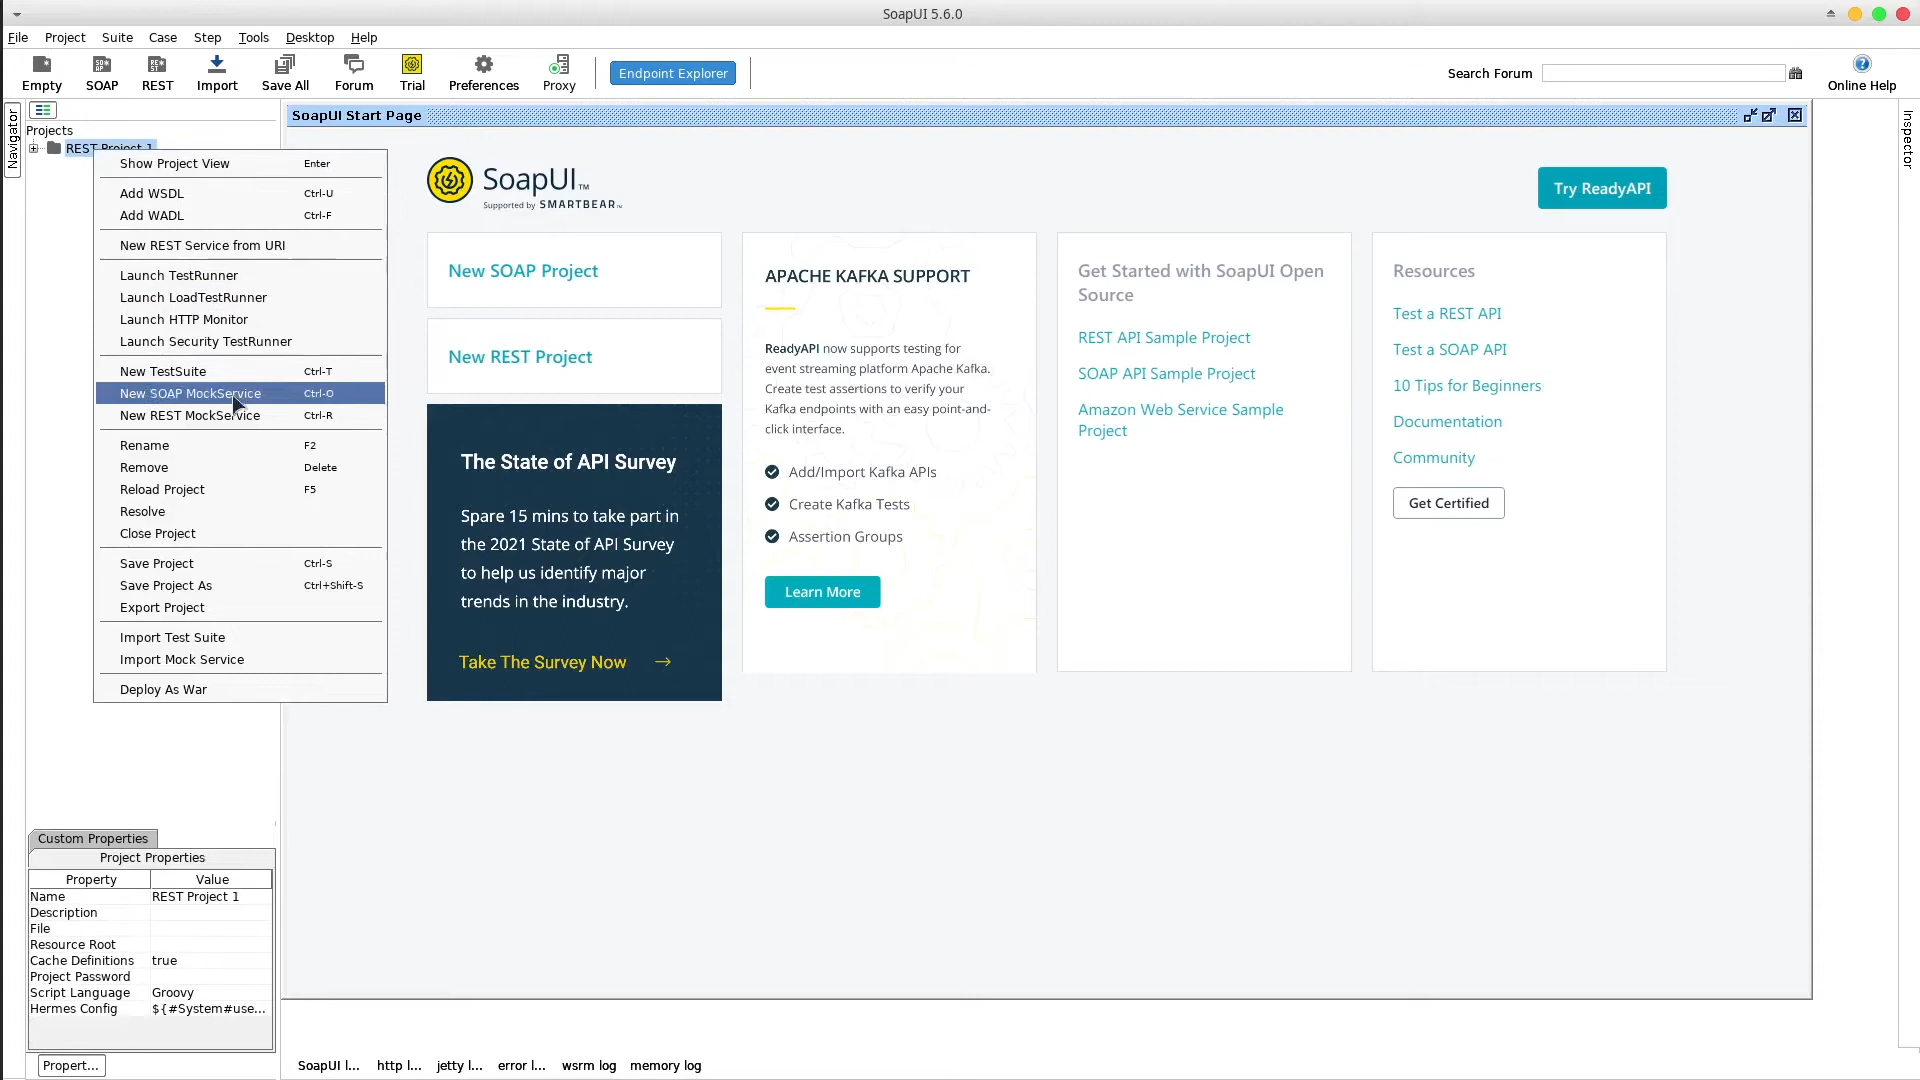 SoapUI 5.6.0
File Project Suite Case Step Tools Desktop Help
Empty SOAP REST Import Save All Forum Trial Preferences Proxy Endpoint Explorer Search Forum Online Help
Navigator
Projects
REST Project 1
Show Project View Enter
Add WSDL Ctrl-U
Add WADL Ctrl-F
New REST Service from URI
Launch TestRunner
Launch LoadTestRunner
Launch HTTP Monitor
Launch Security TestRunner
New TestSuite Ctrl-T
New SOAP MockService Ctrl-O
New REST MockService Ctrl-R
Rename F2
Remove Delete
Reload Project F5
Resolve
Close Project
Save Project Ctrl-S
Save Project As Ctrl+Shift-S
Export Project
Import Test Suite
Import Mock Service
Deploy As War
SoapUI Start Page
SoapUI™
Supported by SMARTBEAR™
Try ReadyAPI
New SOAP Project
New REST Project
The State of API Survey
Spare 15 mins to take part in
the 2021 State of API Survey
to help us identify major
trends in the industry.
Take The Survey Now →
APACHE KAFKA SUPPORT
ReadyAPI now supports testing for
event streaming platform Apache Kafka.
Create test assertions to verify your
Kafka endpoints with an easy point-and-
click interface.
Add/Import Kafka APIs
Create Kafka Tests
Assertion Groups
Learn More
Get Started with SoapUI Open
Source
REST API Sample Project
SOAP API Sample Project
Amazon Web Service Sample
Project
Resources
Test a REST API
Test a SOAP API
10 Tips for Beginners
Documentation
Community
Get Certified
Inspector
Custom Properties
Project Properties
Property Value
Name REST Project 1
Description
File
Resource Root
Cache Definitions true
Project Password
Script Language Groovy
Hermes Config ${#System#use...
Propert...
SoapUI l... http l... jetty l... error l... wsrm log memory log